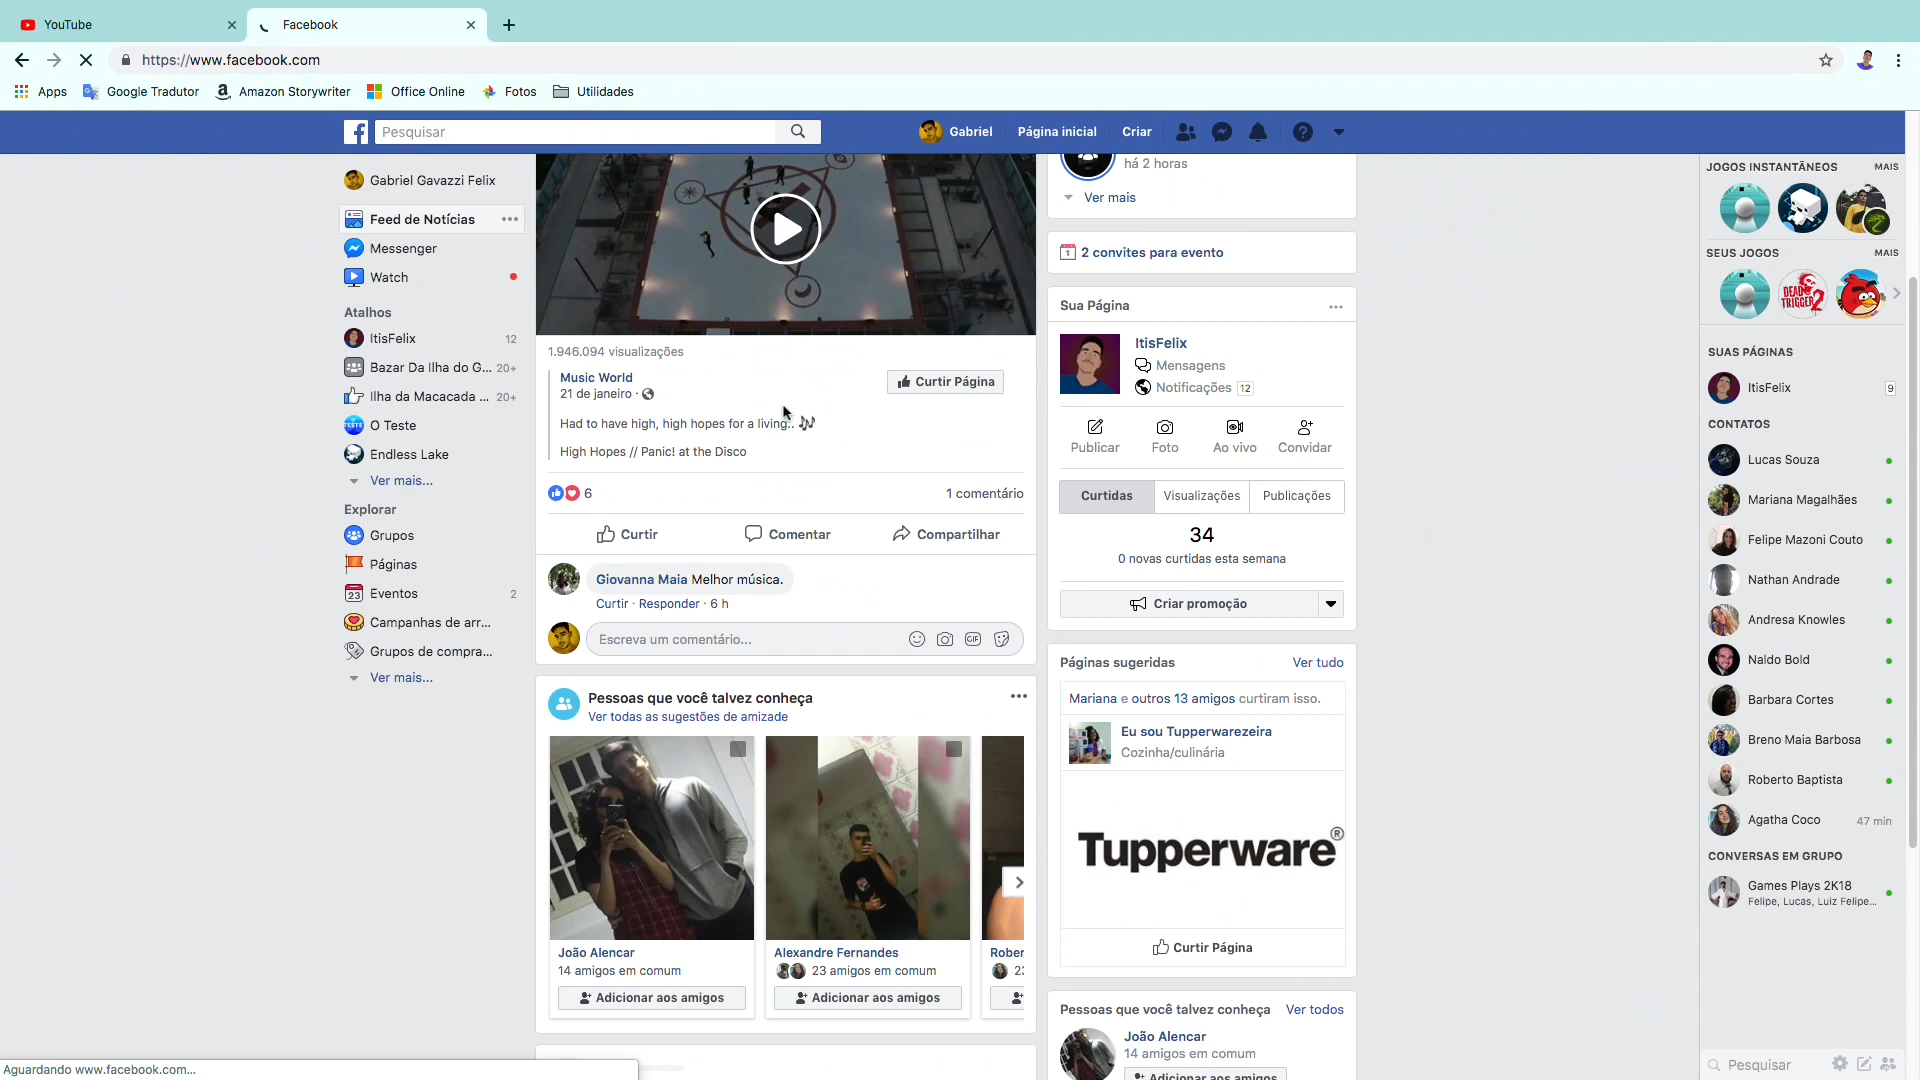 YouTube
Facebook
https://www.facebook.com
Apps
Google Tradutor
Amazon Storywriter
Office Online
Fotos
Utilidades
Pesquisar
Gabriel
Página inicial
Criar
Gabriel Gavazzi Felix
Feed de Notícias
Messenger
Watch
Atalhos
ItisFelix 12
Bazar Da Ilha do G... 20+
Ilha da Macacada ... 20+
O Teste
Endless Lake
Ver mais...
Explorar
Grupos
Páginas
23 Eventos 2
Campanhas de arr...
Grupos de compra...
Ver mais...
1.946.094 visualizações
Music World
21 de janeiro ·
Curtir Página
Had to have high, high hopes for a living..
High Hopes // Panic! at the Disco
6
1 comentário
Curtir
Comentar
Compartilhar
Giovanna Maia Melhor música.
Curtir · Responder · 6 h
Escreva um comentário...
GIF
Pessoas que você talvez conheça
Ver todas as sugestões de amizade
João Alencar
14 amigos em comum
Adicionar aos amigos
Alexandre Fernandes
23 amigos em comum
Adicionar aos amigos
Rober
23
há 2 horas
Ver mais
1 2 convites para evento
Sua Página
ItisFelix
Mensagens
Notificações 12
Publicar
Foto
Ao vivo
Convidar
Curtidas
Visualizações
Publicações
34
0 novas curtidas esta semana
Criar promoção
Páginas sugeridas
Ver tudo
Mariana e outros 13 amigos curtiram isso.
Eu sou Tupperwarezeira
Cozinha/culinária
Tupperware®
Curtir Página
Pessoas que você talvez conheça
Ver todos
João Alencar
14 amigos em comum
Adicionar aos amigos
JOGOS INSTANTÂNEOS
MAIS
SEUS JOGOS
MAIS
DEAD TRIGGER 2
SUAS PÁGINAS
ItisFelix 9
CONTATOS
Lucas Souza
Mariana Magalhães
Felipe Mazoni Couto
Nathan Andrade
Andresa Knowles
Naldo Bold
Barbara Cortes
Breno Maia Barbosa
Roberto Baptista
Agatha Coco 47 min
CONVERSAS EM GRUPO
Games Plays 2K18
Felipe, Lucas, Luiz Felipe...
Pesquisar
Aguardando www.facebook.com...